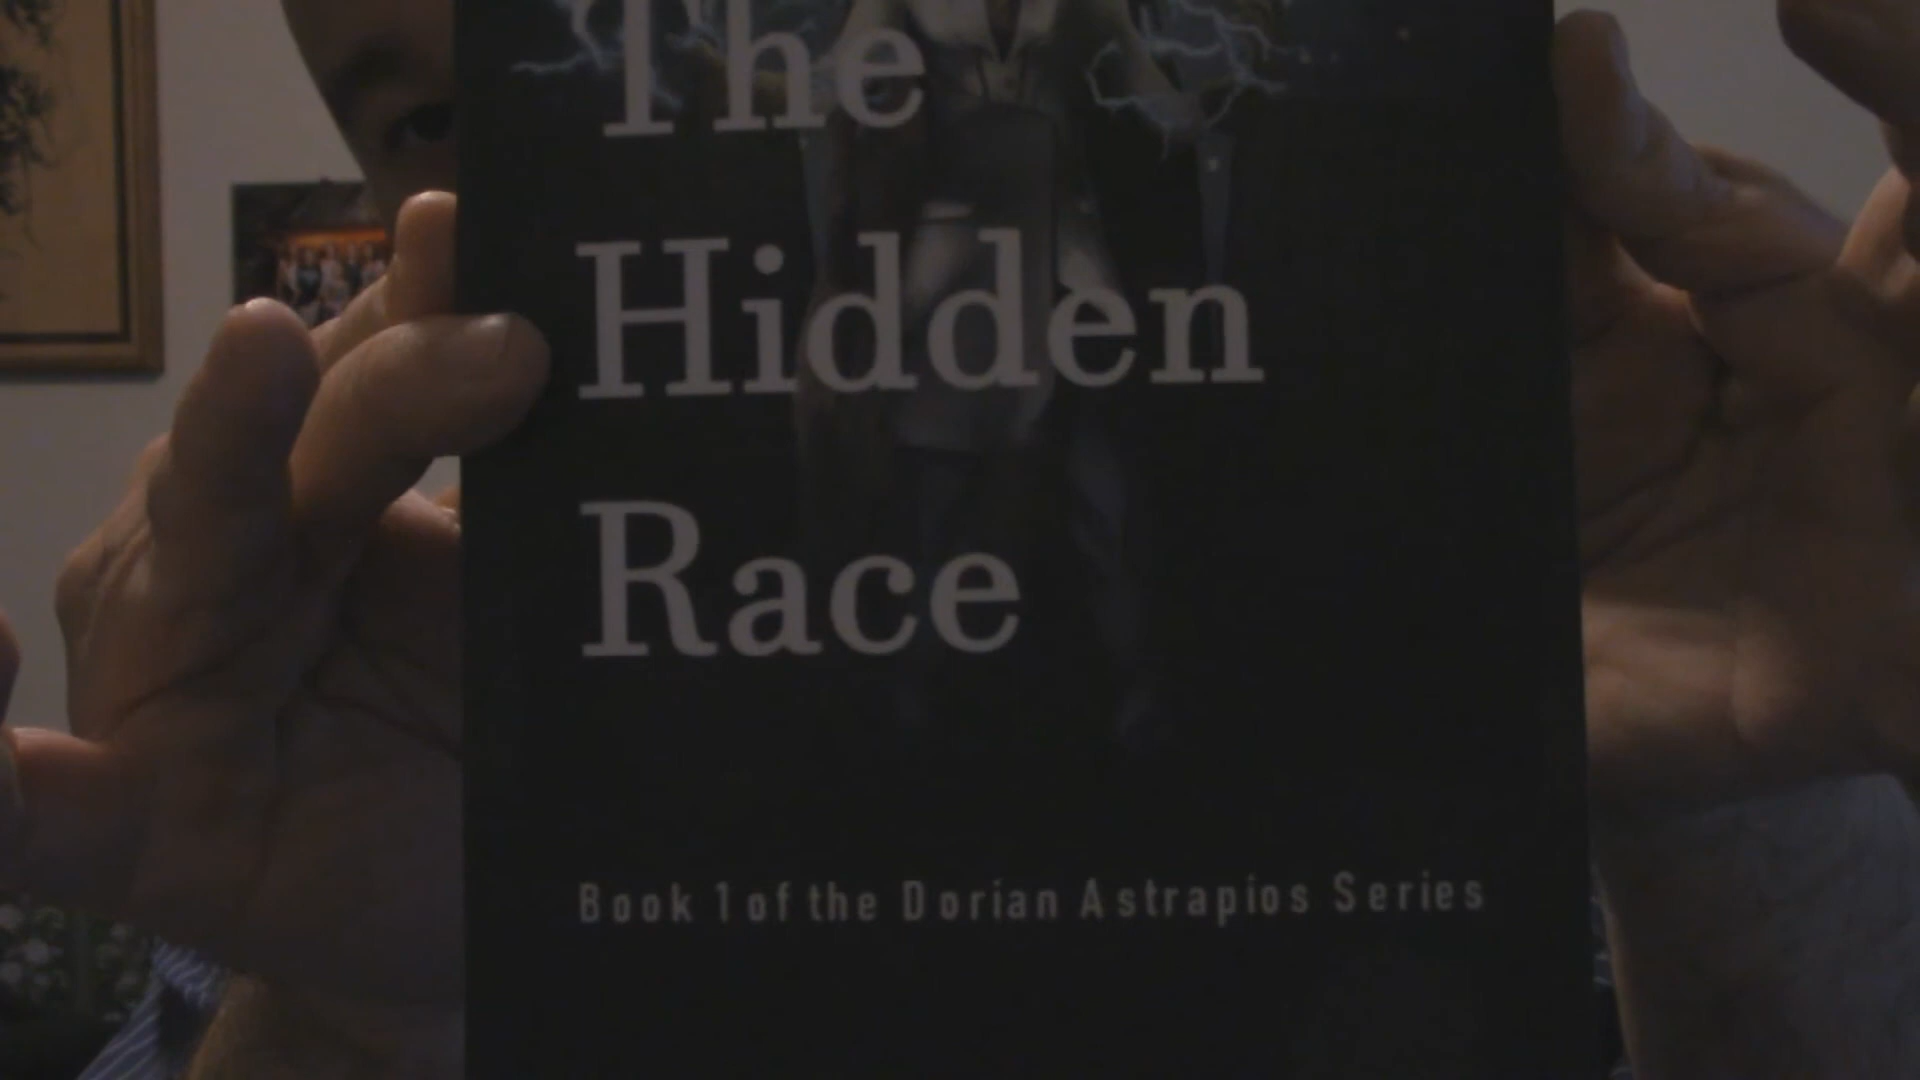 The
Hidden
Race
Book 1 of the Dorian Astrapios Series